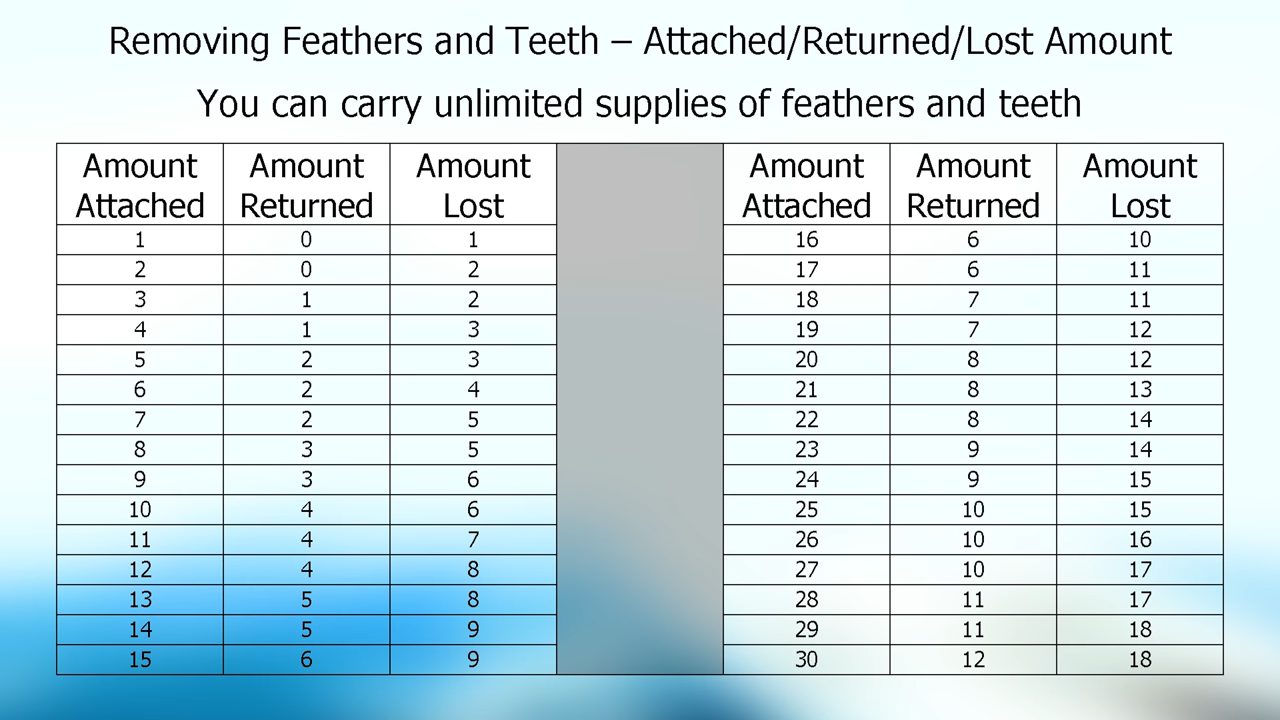 Removing Feathers and Teeth – Attached/Returned/Lost Amount
You can carry unlimited supplies of feathers and teeth
Amount Attached Amount Returned Amount Lost Amount Attached Amount Returned Amount Lost
1 0 1 16 6 10
2 0 2 17 6 11
3 1 2 18 7 11
4 1 3 19 7 12
5 2 3 20 8 12
6 2 4 21 8 13
7 2 5 22 8 14
8 3 5 23 9 14
9 3 6 24 9 15
10 4 6 25 10 15
11 4 7 26 10 16
12 4 8 27 10 17
13 5 8 28 11 17
14 5 9 29 11 18
15 6 9 30 12 18